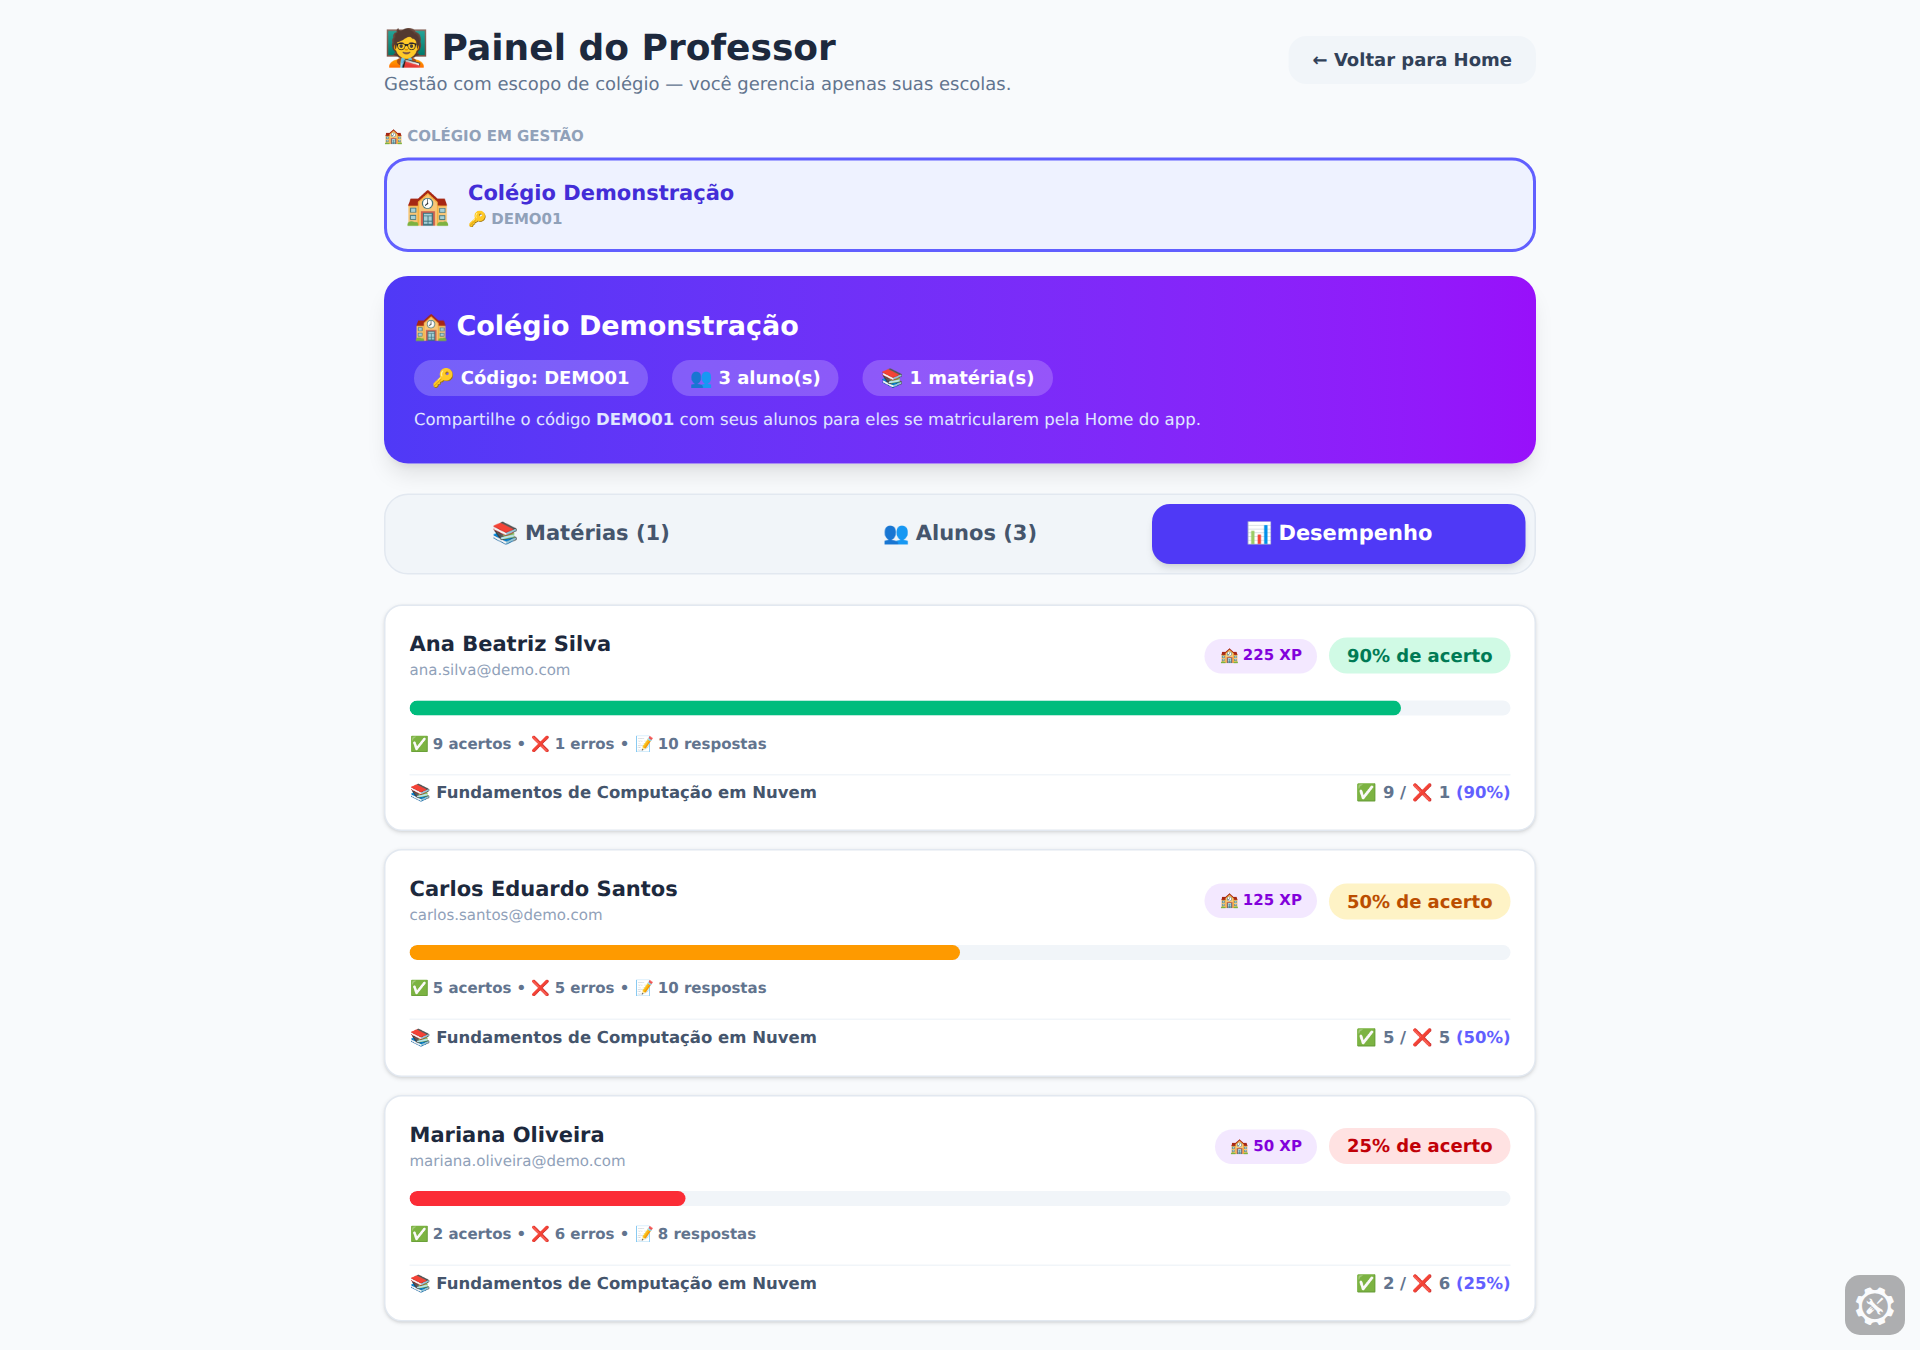 🧑‍🏫 Painel do Professor
Gestão com escopo de colégio — você gerencia apenas suas escolas.
← Voltar para Home
🏫 COLÉGIO EM GESTÃO
Colégio Demonstração
🔑 DEMO01
🏫 Colégio Demonstração
🔑 Código: DEMO01 👥 3 aluno(s) 📚 1 matéria(s)
Compartilhe o código DEMO01 com seus alunos para eles se matricularem pela Home do app.
📚 Matérias (1) 👥 Alunos (3) 📊 Desempenho
Ana Beatriz Silva
ana.silva@demo.com
🏫 225 XP 90% de acerto
✅ 9 acertos • ❌ 1 erros • 📝 10 respostas
📚 Fundamentos de Computação em Nuvem ✅ 9 / ❌ 1 (90%)
Carlos Eduardo Santos
carlos.santos@demo.com
🏫 125 XP 50% de acerto
✅ 5 acertos • ❌ 5 erros • 📝 10 respostas
📚 Fundamentos de Computação em Nuvem ✅ 5 / ❌ 5 (50%)
Mariana Oliveira
mariana.oliveira@demo.com
🏫 50 XP 25% de acerto
✅ 2 acertos • ❌ 6 erros • 📝 8 respostas
📚 Fundamentos de Computação em Nuvem ✅ 2 / ❌ 6 (25%)